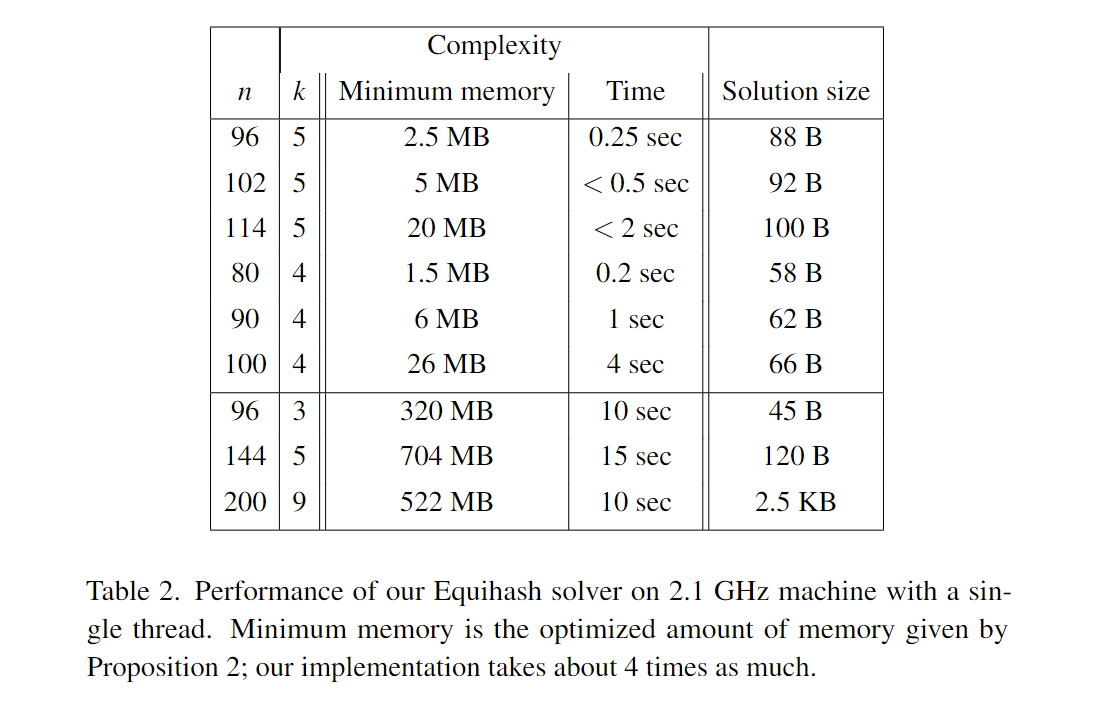 Complexity
n k Minimum memory Time Solution size
96 5 2.5 MB 0.25 sec 88 B
102 5 5 MB < 0.5 sec 92 B
114 5 20 MB < 2 sec 100 B
80 4 1.5 MB 0.2 sec 58 B
90 4 6 MB 1 sec 62 B
100 4 26 MB 4 sec 66 B
96 3 320 MB 10 sec 45 B
144 5 704 MB 15 sec 120 B
200 9 522 MB 10 sec 2.5 KB
Table 2. Performance of our Equihash solver on 2.1 GHz machine with a sin-
gle thread. Minimum memory is the optimized amount of memory given by
Proposition 2; our implementation takes about 4 times as much.